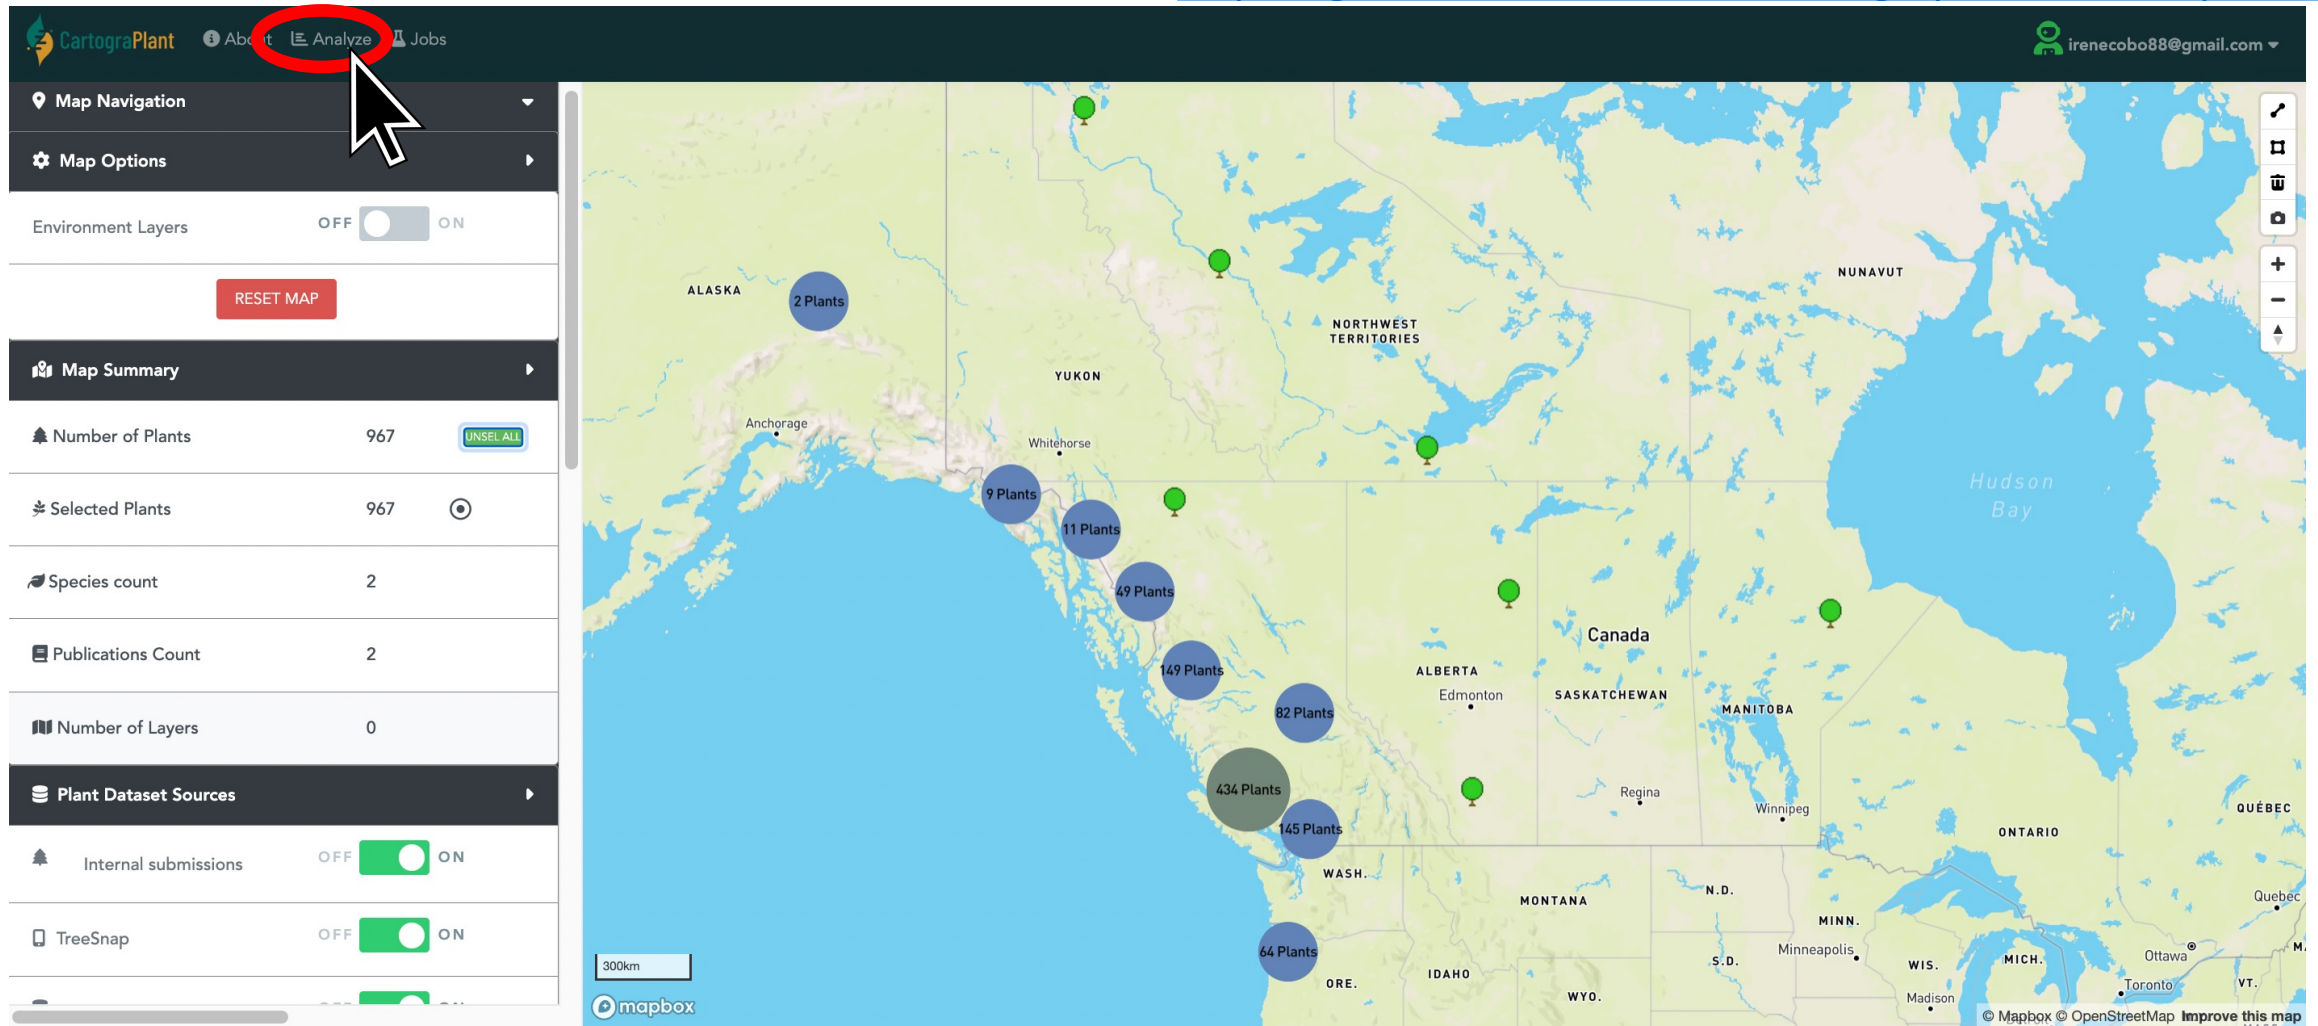 CartograPlant
About
Analyze
Jobs
irenecobo88@gmail.com
Map Navigation
Map Options
Environment Layers
OFF
ON
RESET MAP
Map Summary
Number of Plants 967 UNSEL ALL
Selected Plants 967
Species count 2
Publications Count 2
Number of Layers 0
Plant Dataset Sources
Internal submissions OFF ON
TreeSnap OFF ON
ALASKA
2 Plants
NUNAVUT
NORTHWEST
TERRITORIES
YUKON
Anchorage
Whitehorse
9 Plants
11 Plants
Hudson
Bay
49 Plants
Canada
149 Plants
ALBERTA
Edmonton
SASKATCHEWAN
MANITOBA
82 Plants
434 Plants
Regina
Winnipeg
QUÉBEC
145 Plants
ONTARIO
WASH.
MONTANA
N.D.
Quebec
MINN.
Minneapolis
64 Plants
S.D.
WIS.
MICH.
Ottawa
300km
ORE.
IDAHO
WYO.
Madison
Toronto
VT.
mapbox
© Mapbox © OpenStreetMap Improve this map